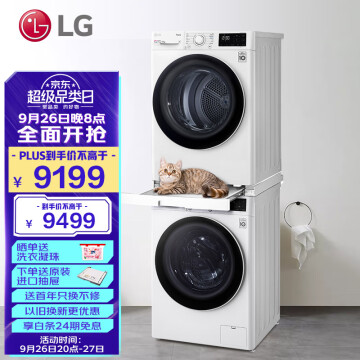 LG
京东
超级品类日
9月26日晚8点
全面开抢
PLUS到手价不高于
¥ 9199
到手价不高于
¥ 9499
晒单送
洗衣凝珠
下单送原装
进口抽屉
送首年只换不修
以旧换新更优惠
享白条24期免息
活动时间:
9月26日20点-27日